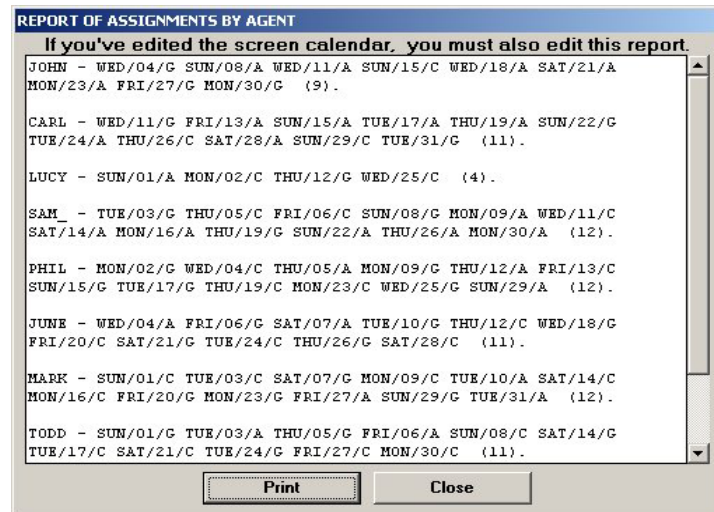 REPORT OF ASSIGNMENTS BY AGENT
If you've edited the screen calendar, you must also edit this report.
JOHN - WED/04/G SUN/08/A WED/11/A SUN/15/C WED/18/A SAT/21/A
MON/23/A FRI/27/G MON/30/G (9).
CARL - WED/11/G FRI/13/A SUN/15/A TUE/17/A THU/19/A SUN/22/G
TUE/24/A THU/26/C SAT/28/A SUN/29/C TUE/31/G (11).
LUCY - SUN/01/A MON/02/C THU/12/G WED/25/C (4).
SAM_ - TUE/03/G THU/05/C FRI/06/C SUN/08/G MON/09/A WED/11/C
SAT/14/A MON/16/A THU/19/G SUN/22/A THU/26/A MON/30/A (12).
PHIL - MON/02/G WED/04/C THU/05/A MON/09/G THU/12/A FRI/13/C
SUN/15/G TUE/17/G THU/19/C MON/23/C WED/25/G SUN/29/A (12).
JUNE - WED/04/A FRI/06/G SAT/07/A TUE/10/G THU/12/C WED/18/G
FRI/20/C SAT/21/G TUE/24/C THU/26/G SAT/28/C (11).
MARK - SUN/01/C TUE/03/C SAT/07/G MON/09/C TUE/10/A SAT/14/C
MON/16/C FRI/20/G MON/23/G FRI/27/A SUN/29/G TUE/31/A (12).
TODD - SUN/01/G TUE/03/A THU/05/G FRI/06/A SUN/08/C SAT/14/G
TUE/17/C SAT/21/C TUE/24/G FRI/27/C MON/30/C (11).
Print
Close